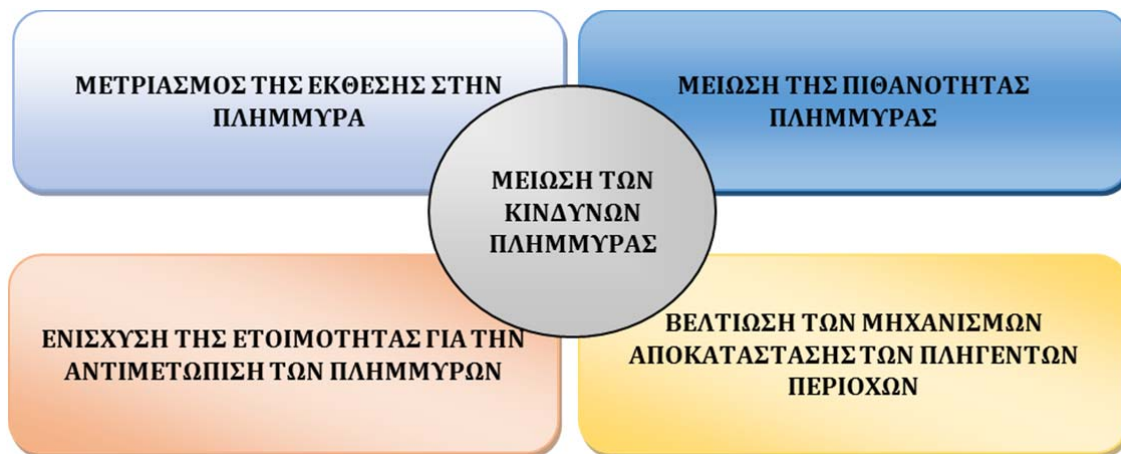 ΜΕΤΡΙΑΣΜΟΣ ΤΗΣ ΕΚΘΕΣΗΣ ΣΤΗΝ
ΠΛΗΜΜΥΡΑ
ΜΕΙΩΣΗ ΤΗΣ ΠΙΘΑΝΟΤΗΤΑΣ
ΠΛΗΜΜΥΡΑΣ
ΜΕΙΩΣΗ ΤΩΝ
ΚΙΝΔΥΝΩΝ
ΠΛΗΜΜΥΡΑΣ
ΕΝΙΣΧΥΣΗ ΤΗΣ ΕΤΟΙΜΟΤΗΤΑΣ ΓΙΑ ΤΗΝ
ΑΝΤΙΜΕΤΩΠΙΣΗ ΤΩΝ ΠΛΗΜΜΥΡΩΝ
ΒΕΛΤΙΩΣΗ ΤΩΝ ΜΗΧΑΝΙΣΜΩΝ
ΑΠΟΚΑΤΑΣΤΑΣΗΣ ΤΩΝ ΠΛΗΓΕΝΤΩΝ
ΠΕΡΙΟΧΩΝ